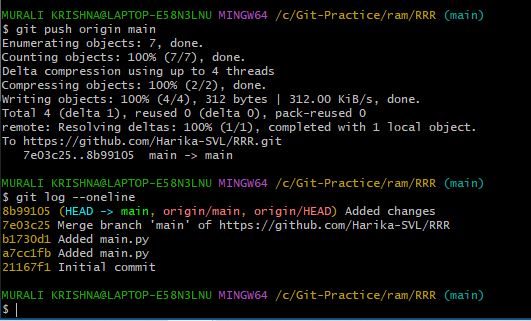 MURALI KRISHNA@LAPTOP-E58N3LNU MINGW64 /c/Git-Practice/ram/RRR (main)
$ git push origin main
Enumerating objects: 7, done.
Counting objects: 100% (7/7), done.
Delta compression using up to 4 threads
Compressing objects: 100% (2/2), done.
Writing objects: 100% (4/4), 312 bytes | 312.00 KiB/s, done.
Total 4 (delta 1), reused 0 (delta 0), pack-reused 0
remote: Resolving deltas: 100% (1/1), completed with 1 local object.
To https://github.com/Harika-SVL/RRR.git
   7e03c25..8b99105  main -> main
MURALI KRISHNA@LAPTOP-E58N3LNU MINGW64 /c/Git-Practice/ram/RRR (main)
$ git log --oneline
8b99105 (HEAD -> main, origin/main, origin/HEAD) Added changes
7e03c25 Merge branch 'main' of https://github.com/Harika-SVL/RRR
b1730d1 Added main.py
a7cc1fb Added main.py
21167f1 Initial commit
MURALI KRISHNA@LAPTOP-E58N3LNU MINGW64 /c/Git-Practice/ram/RRR (main)
$